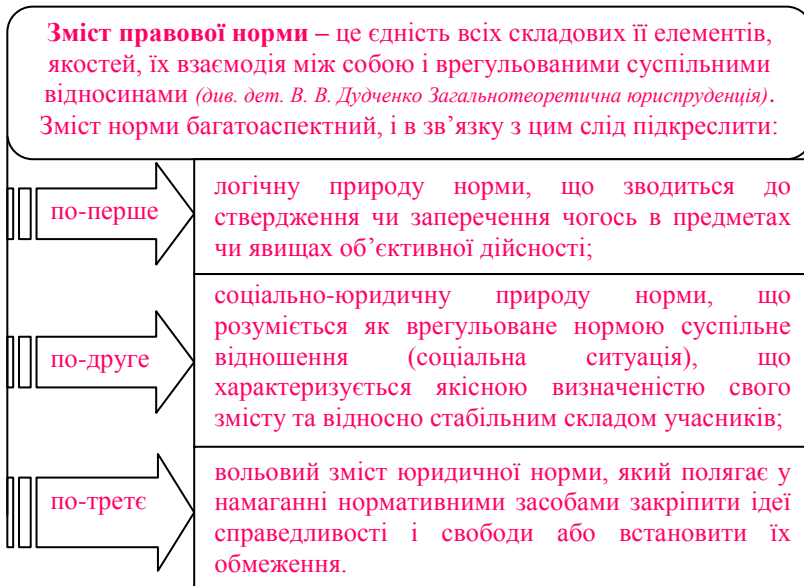 Зміст правової норми – це єдність всіх складових її елементів,
якостей, їх взаємодія між собою і врегульованими суспільними
відносинами (див. дет. В. В. Дудченко Загальнотеоретична юриспруденція).
Зміст норми багатоаспектний, і в зв’язку з цим слід підкреслити:
по-перше
логічну природу норми, що зводиться до
ствердження чи заперечення чогось в предметах
чи явищах об’єктивної дійсності;
по-друге
соціально-юридичну природу норми, що
розуміється як врегульоване нормою суспільне
відношення (соціальна ситуація), що
характеризується якісною визначеністю свого
змісту та відносно стабільним складом учасників;
по-третє
вольовий зміст юридичної норми, який полягає у
намаганні нормативними засобами закріпити ідеї
справедливості і свободи або встановити їх
обмеження.